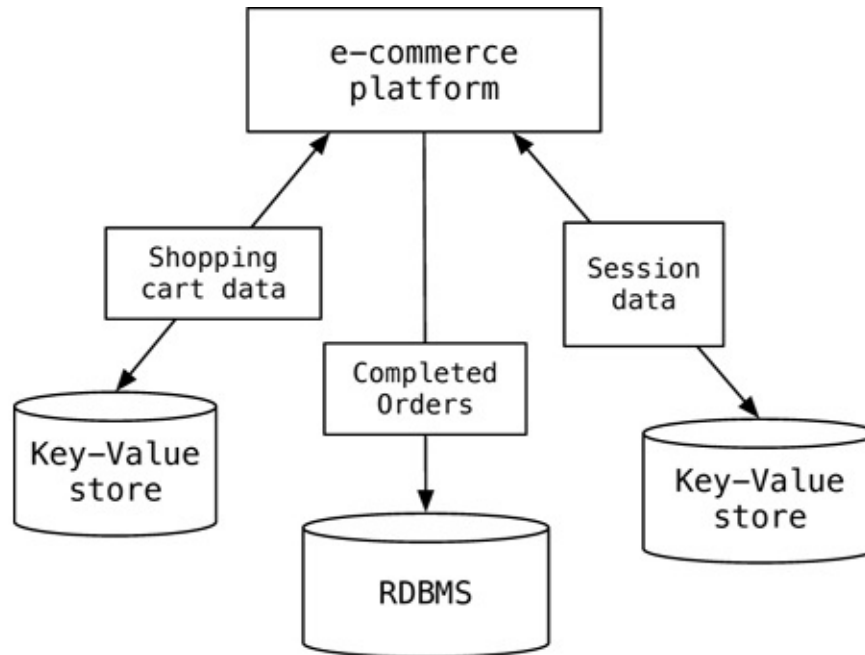 e-commerce
platform
Shopping
cart data
Session
data
Completed
Orders
Key-Value
store
Key-Value
store
RDBMS